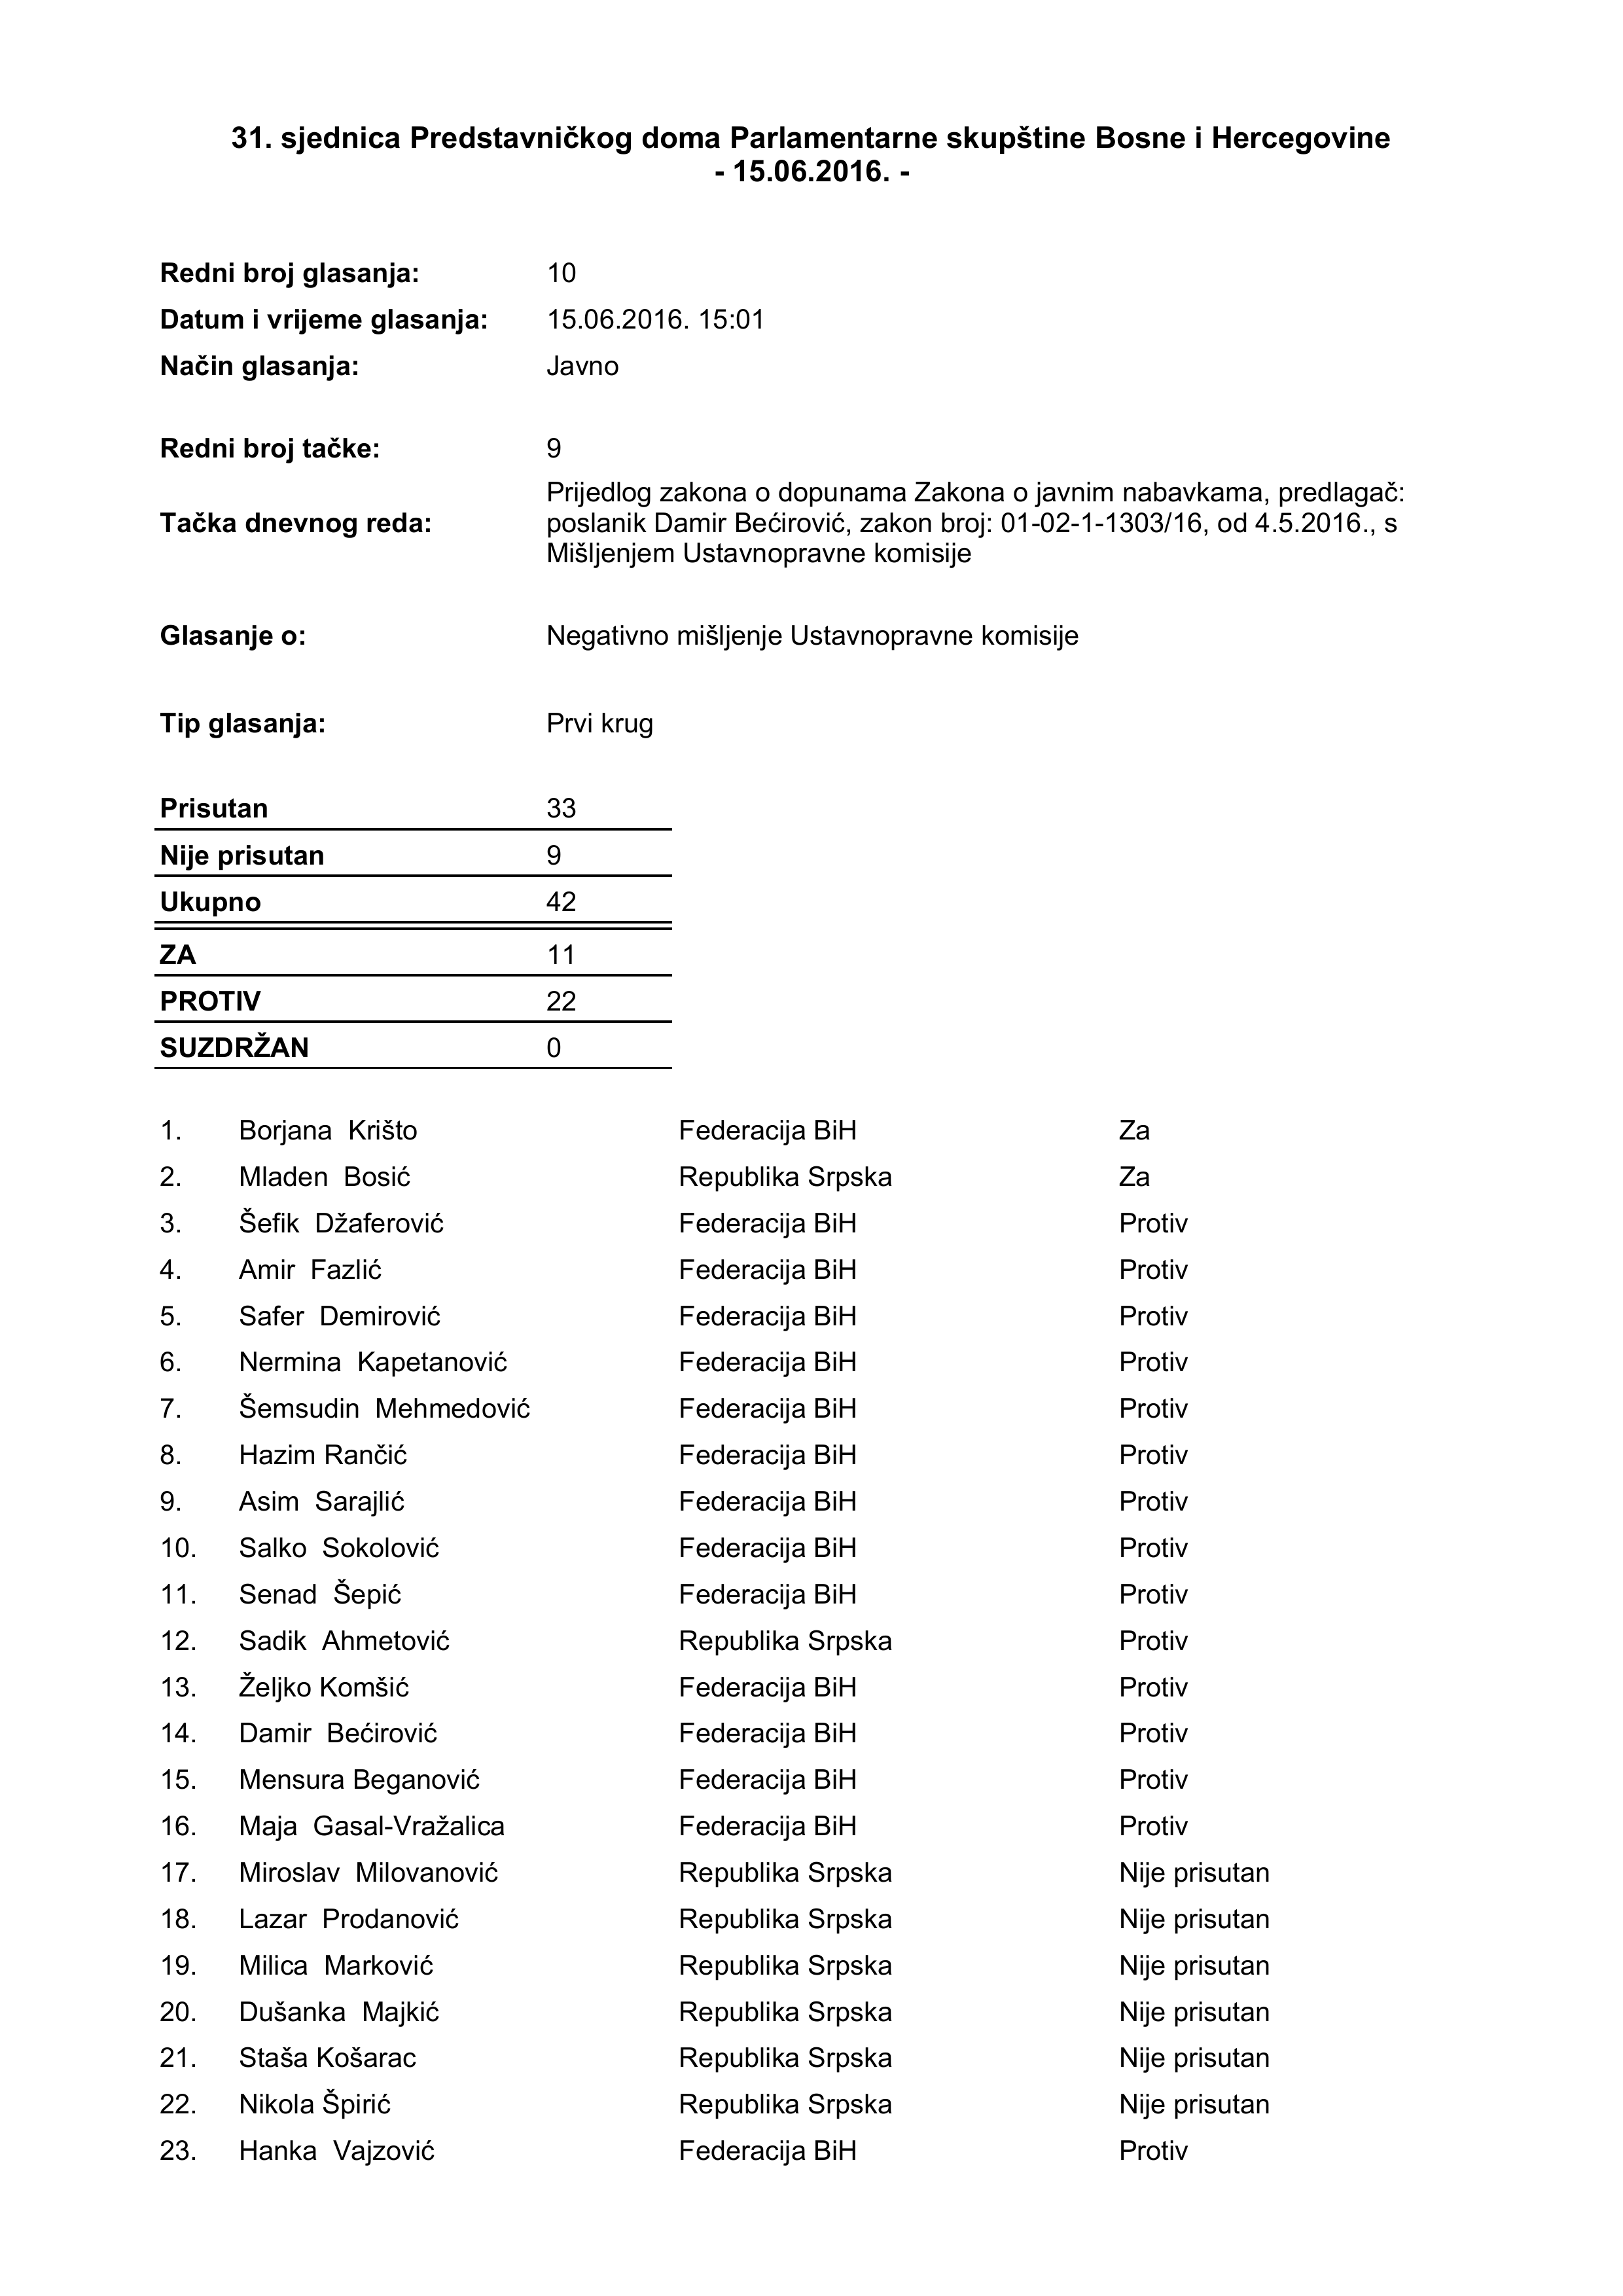 31. sjednica Predstavničkog doma Parlamentarne skupštine Bosne i Hercegovine
- 15.06.2016. -
Redni broj glasanja: 10
Datum i vrijeme glasanja: 15.06.2016. 15:01
Način glasanja: Javno
Redni broj tačke: 9
Tačka dnevnog reda: Prijedlog zakona o dopunama Zakona o javnim nabavkama, predlagač:
poslanik Damir Bećirović, zakon broj: 01-02-1-1303/16, od 4.5.2016., s
Mišljenjem Ustavnopravne komisije
Glasanje o: Negativno mišljenje Ustavnopravne komisije
Tip glasanja: Prvi krug
Prisutan 33
Nije prisutan 9
Ukupno 42
ZA 11
PROTIV 22
SUZDRŽAN 0
1. Borjana Krišto Federacija BiH Za
2. Mladen Bosić Republika Srpska Za
3. Šefik Džaferović Federacija BiH Protiv
4. Amir Fazlić Federacija BiH Protiv
5. Safer Demirović Federacija BiH Protiv
6. Nermina Kapetanović Federacija BiH Protiv
7. Šemsudin Mehmedović Federacija BiH Protiv
8. Hazim Rančić Federacija BiH Protiv
9. Asim Sarajlić Federacija BiH Protiv
10. Salko Sokolović Federacija BiH Protiv
11. Senad Šepić Federacija BiH Protiv
12. Sadik Ahmetović Republika Srpska Protiv
13. Željko Komšić Federacija BiH Protiv
14. Damir Bećirović Federacija BiH Protiv
15. Mensura Beganović Federacija BiH Protiv
16. Maja Gasal-Vražalica Federacija BiH Protiv
17. Miroslav Milovanović Republika Srpska Nije prisutan
18. Lazar Prodanović Republika Srpska Nije prisutan
19. Milica Marković Republika Srpska Nije prisutan
20. Dušanka Majkić Republika Srpska Nije prisutan
21. Staša Košarac Republika Srpska Nije prisutan
22. Nikola Špirić Republika Srpska Nije prisutan
23. Hanka Vajzović Federacija BiH Protiv